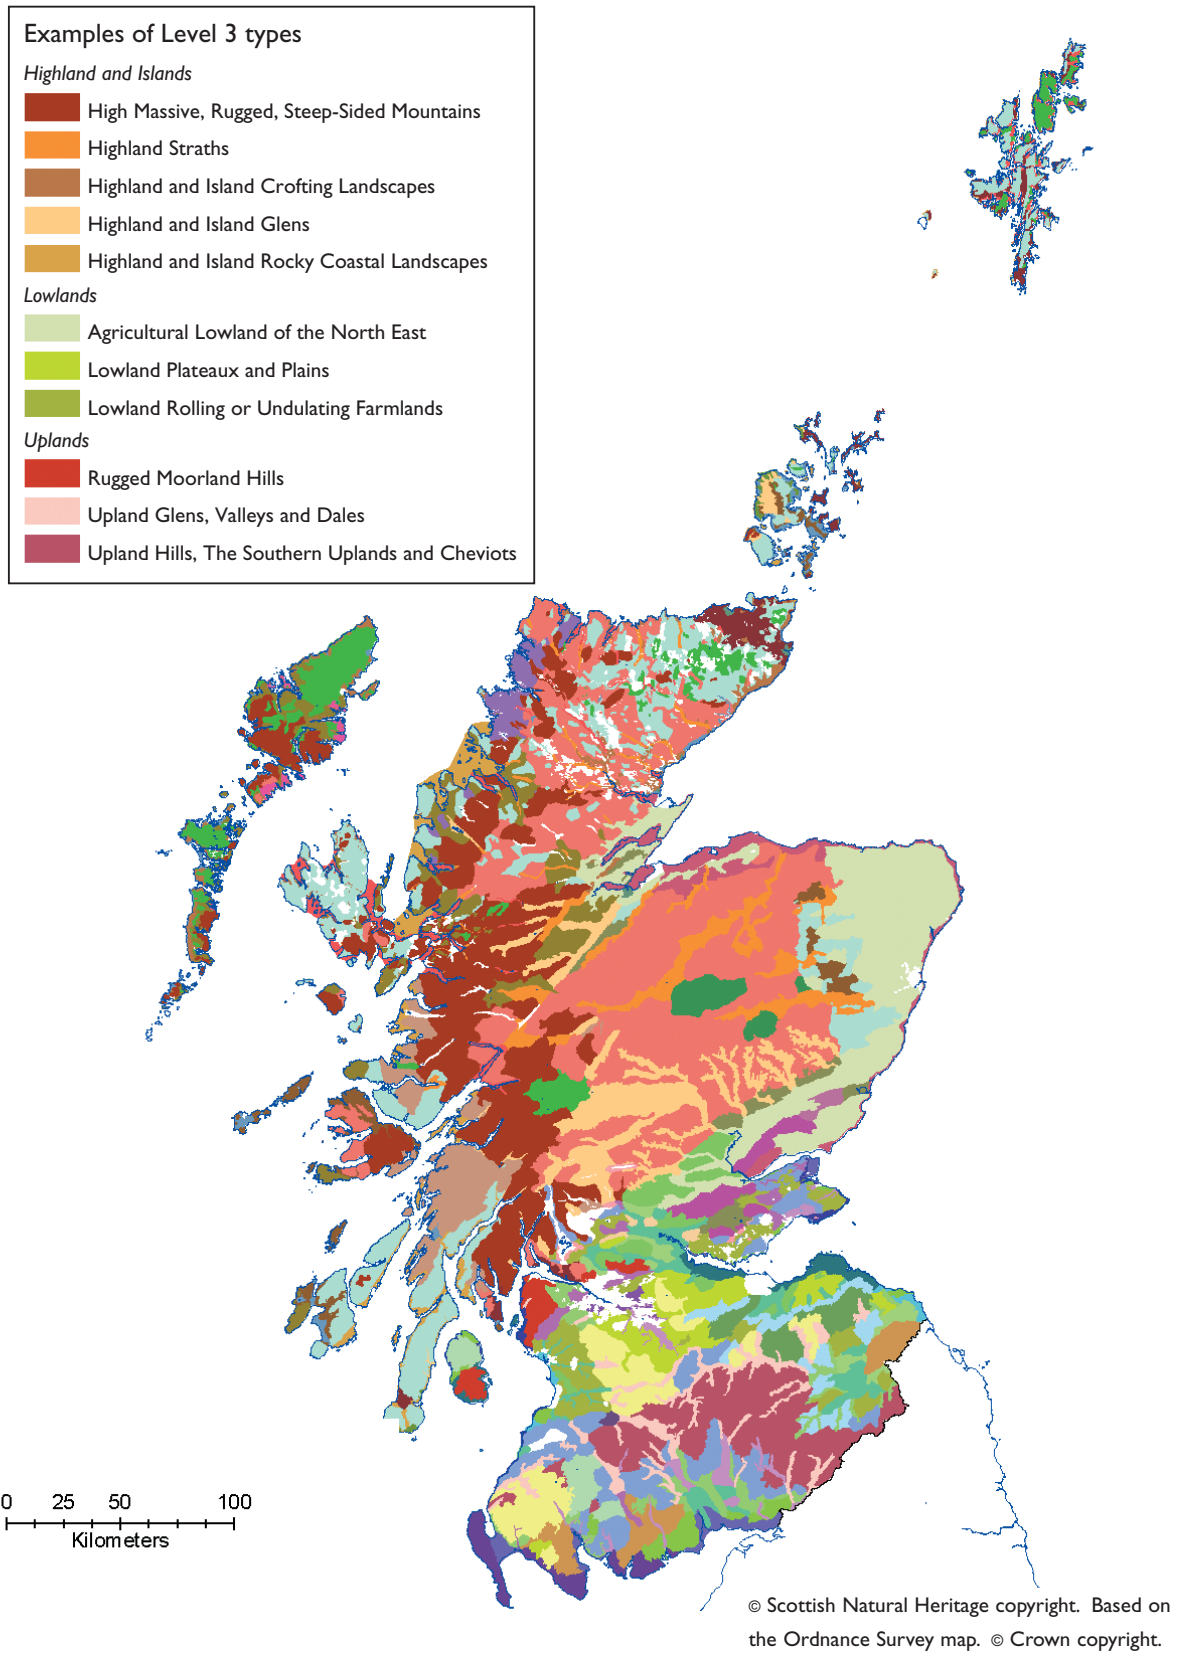 Examples of Level 3 types
Highland and Islands
High Massive, Rugged, Steep-Sided Mountains
Highland Straths
Highland and Island Crofting Landscapes
Highland and Island Glens
Highland and Island Rocky Coastal Landscapes
Lowlands
Agricultural Lowland of the North East
Lowland Plateaux and Plains
Lowland Rolling or Undulating Farmlands
Uplands
Rugged Moorland Hills
Upland Glens, Valleys and Dales
Upland Hills, The Southern Uplands and Cheviots
0 25 50 100
Kilometers
© Scottish Natural Heritage copyright. Based on
the Ordnance Survey map. © Crown copyright.